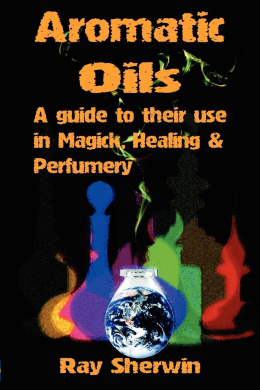 Aromatic
Oils
A guide to their use
in Magick, Healing &
Perfumery
Ray Sherwin